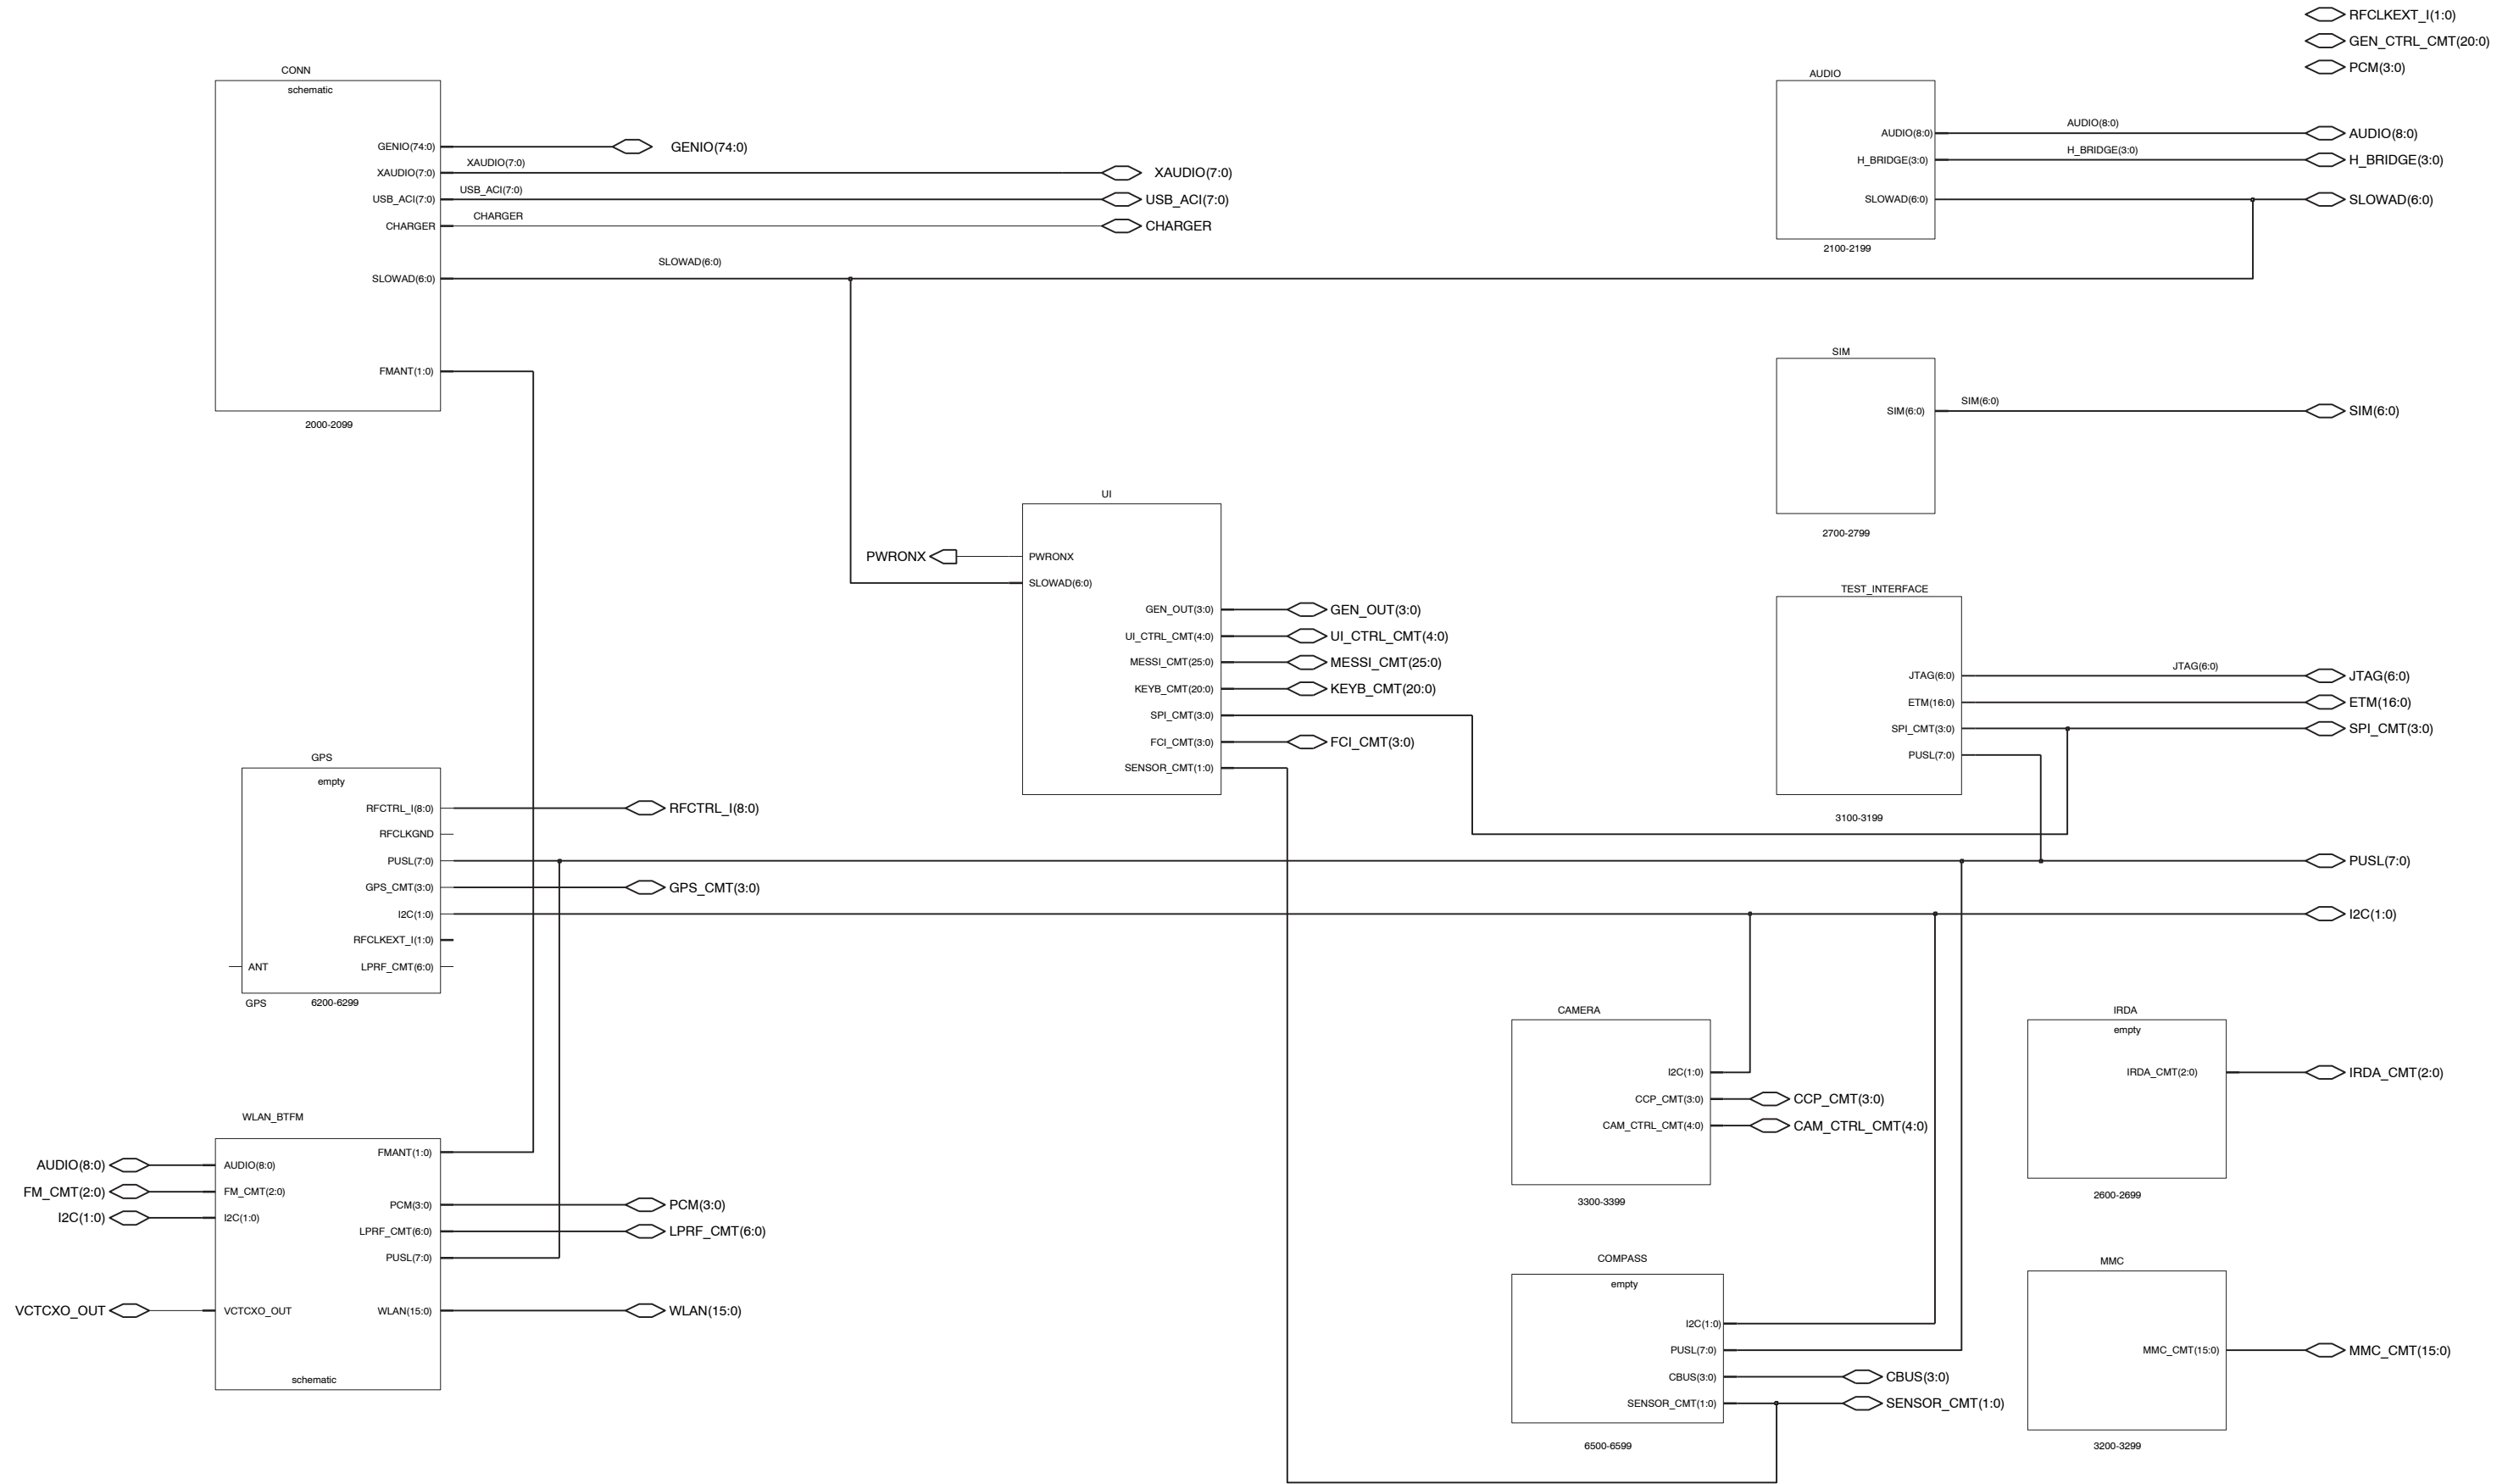 RFCLKEXT_I(1:0)
GEN_CTRL_CMT(20:0)
PCM(3:0)
CONN
schematic
GENIO(74:0)
GENIO(74:0)
XAUDIO(7:0)
XAUDIO(7:0)
XAUDIO(7:0)
USB_ACI(7:0)
USB_ACI(7:0)
USB_ACI(7:0)
CHARGER
CHARGER
CHARGER
SLOWAD(6:0)
SLOWAD(6:0)
FMANT(1:0)
2000-2099
AUDIO
AUDIO(8:0)
AUDIO(8:0)
AUDIO(8:0)
H_BRIDGE(3:0)
H_BRIDGE(3:0)
H_BRIDGE(3:0)
SLOWAD(6:0)
SLOWAD(6:0)
2100-2199
SIM
SIM(6:0)
SIM(6:0)
SIM(6:0)
2700-2799
UI
PWRONX
PWRONX
SLOWAD(6:0)
GEN_OUT(3:0)
GEN_OUT(3:0)
UI_CTRL_CMT(4:0)
UI_CTRL_CMT(4:0)
MESSI_CMT(25:0)
MESSI_CMT(25:0)
KEYB_CMT(20:0)
KEYB_CMT(20:0)
SPI_CMT(3:0)
FCI_CMT(3:0)
FCI_CMT(3:0)
SENSOR_CMT(1:0)
TEST_INTERFACE
JTAG(6:0)
JTAG(6:0)
JTAG(6:0)
ETM(16:0)
ETM(16:0)
SPI_CMT(3:0)
SPI_CMT(3:0)
PUSL(7:0)
3100-3199
GPS
empty
RFCTRL_I(8:0)
RFCTRL_I(8:0)
RFCLKGND
PUSL(7:0)
PUSL(7:0)
GPS_CMT(3:0)
GPS_CMT(3:0)
I2C(1:0)
I2C(1:0)
RFCLKEXT_I(1:0)
ANT
LPRF_CMT(6:0)
GPS
6200-6299
CAMERA
I2C(1:0)
CCP_CMT(3:0)
CCP_CMT(3:0)
CAM_CTRL_CMT(4:0)
CAM_CTRL_CMT(4:0)
3300-3399
IRDA
empty
IRDA_CMT(2:0)
IRDA_CMT(2:0)
2600-2699
WLAN_BTFM
FMANT(1:0)
AUDIO(8:0)
AUDIO(8:0)
FM_CMT(2:0)
FM_CMT(2:0)
PCM(3:0)
PCM(3:0)
I2C(1:0)
I2C(1:0)
LPRF_CMT(6:0)
LPRF_CMT(6:0)
PUSL(7:0)
VCTCXO_OUT
VCTCXO_OUT
WLAN(15:0)
WLAN(15:0)
schematic
COMPASS
empty
I2C(1:0)
PUSL(7:0)
CBUS(3:0)
CBUS(3:0)
SENSOR_CMT(1:0)
SENSOR_CMT(1:0)
6500-6599
MMC
MMC_CMT(15:0)
MMC_CMT(15:0)
3200-3299